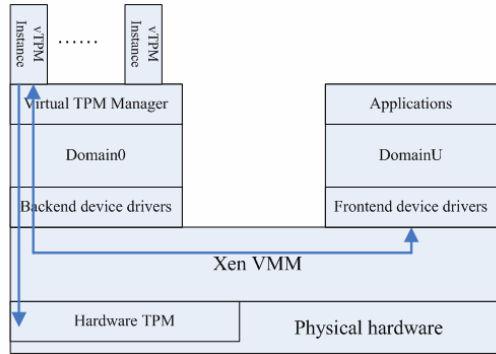 vTPM
Instance
......
vTPM
Instance
Virtual TPM Manager
Applications
Domain0
DomainU
Backend device drivers
Frontend device drivers
Xen VMM
Hardware TPM
Physical hardware